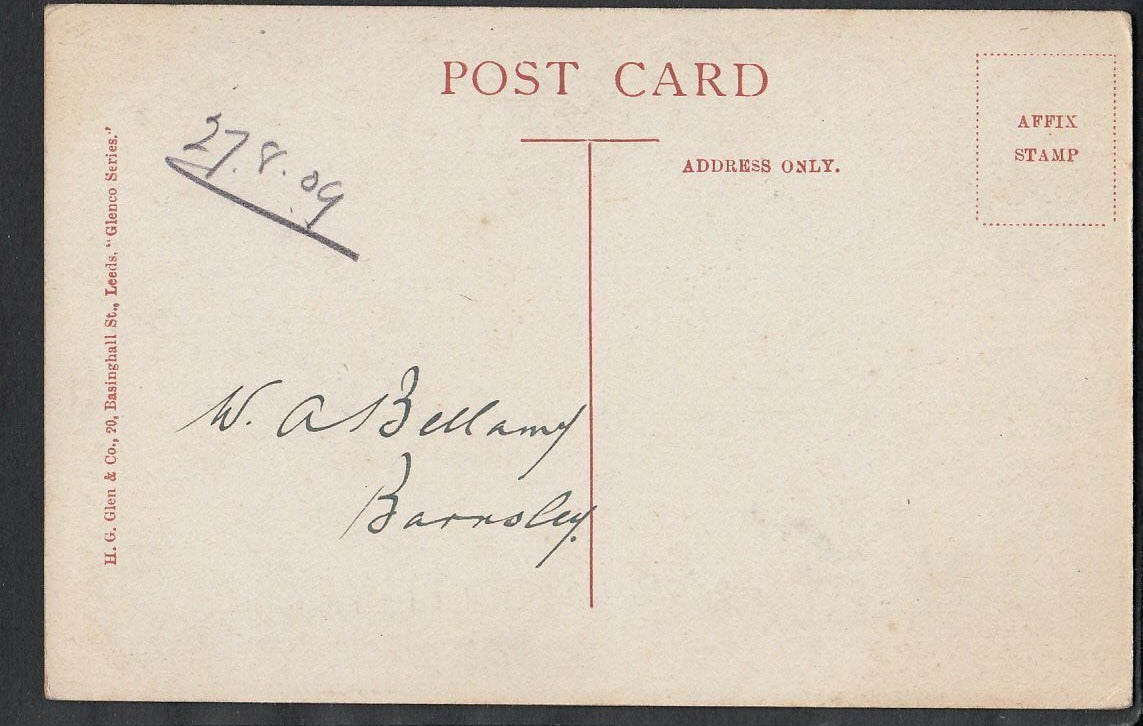 POST CARD
AFFIX
STAMP
ADDRESS ONLY.
27.8.09
H. G. Glen & Co., 20, Basinghall St., Leeds. "Glenco Series."
W. A Bellamy
Barnsley.